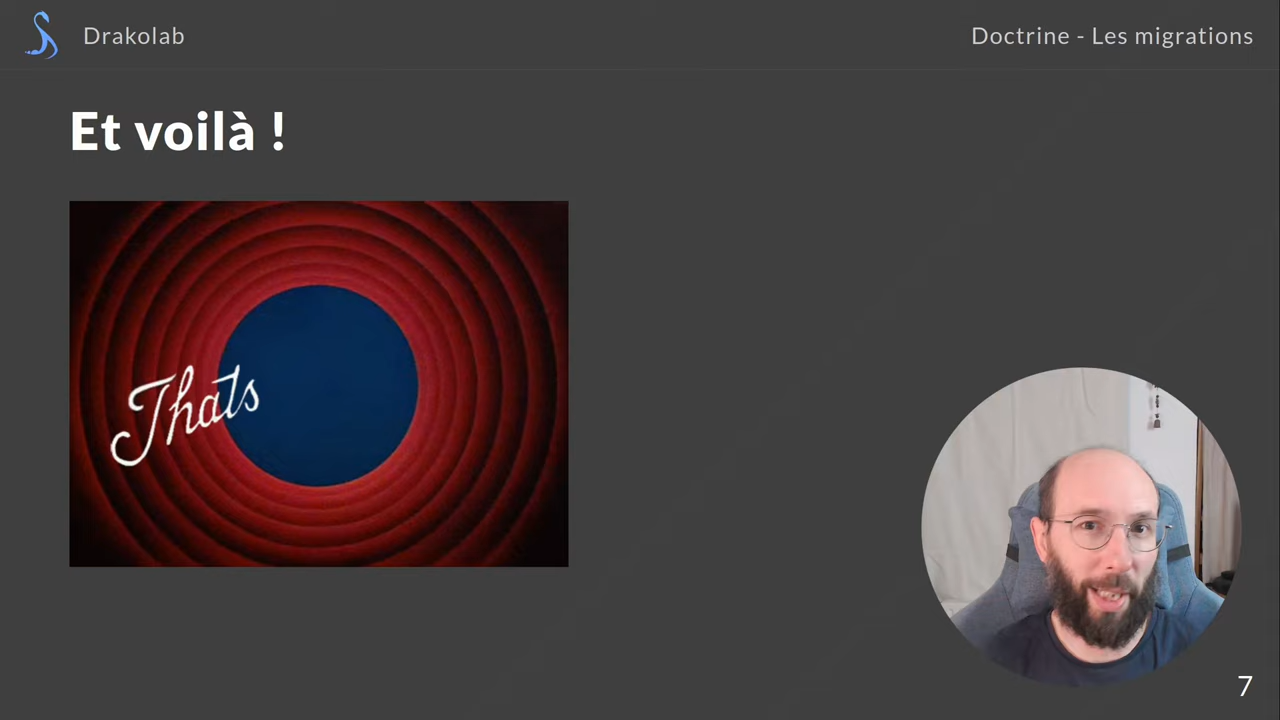 Drakolab
Doctrine - Les migrations
Et voilà !
Thats
7